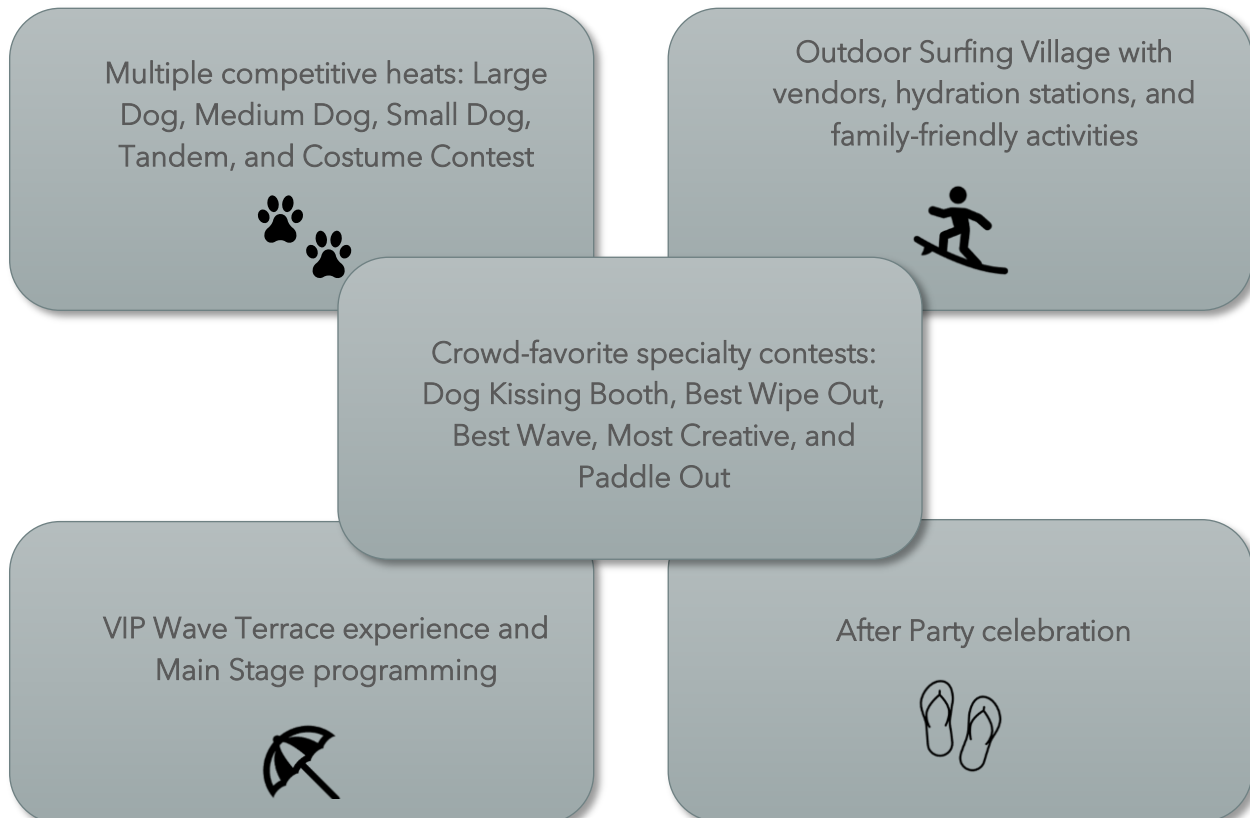 Multiple competitive heats: Large
Dog, Medium Dog, Small Dog,
Tandem, and Costume Contest
Outdoor Surfing Village with
vendors, hydration stations, and
family-friendly activities
Crowd-favorite specialty contests:
Dog Kissing Booth, Best Wipe Out,
Best Wave, Most Creative, and
Paddle Out
VIP Wave Terrace experience and
Main Stage programming
After Party celebration